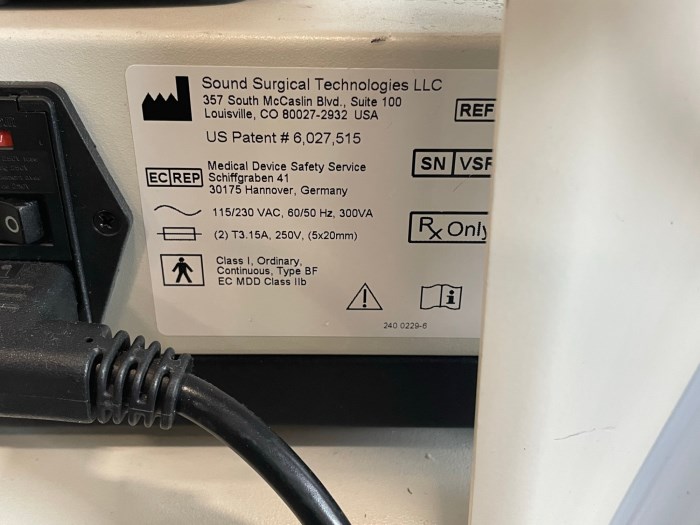 Sound Surgical Technologies LLC
357 South McCaslin Blvd., Suite 100
Louisville, CO 80027-2932 USA
REF
US Patent # 6,027,515
SN VSF
EC REP
Medical Device Safety Service
Schiffgraben 41
30175 Hannover, Germany
115/230 VAC, 60/50 Hz, 300VA
(2) T3.15A, 250V, (5x20mm)
Rx Only
Class I, Ordinary,
Continuous, Type BF
EC MDD Class IIb
240 0229-6